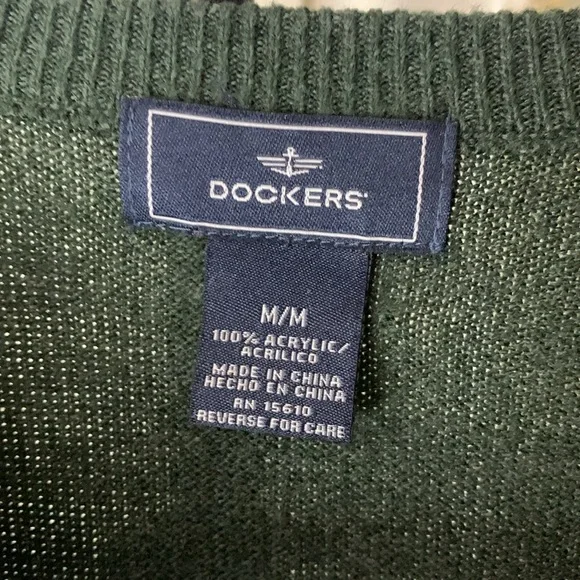 DOCKERS
M/M
100% ACRYLIC/
ACRILICO
MADE IN CHINA
HECHO EN CHINA
RN 15610
REVERSE FOR CARE